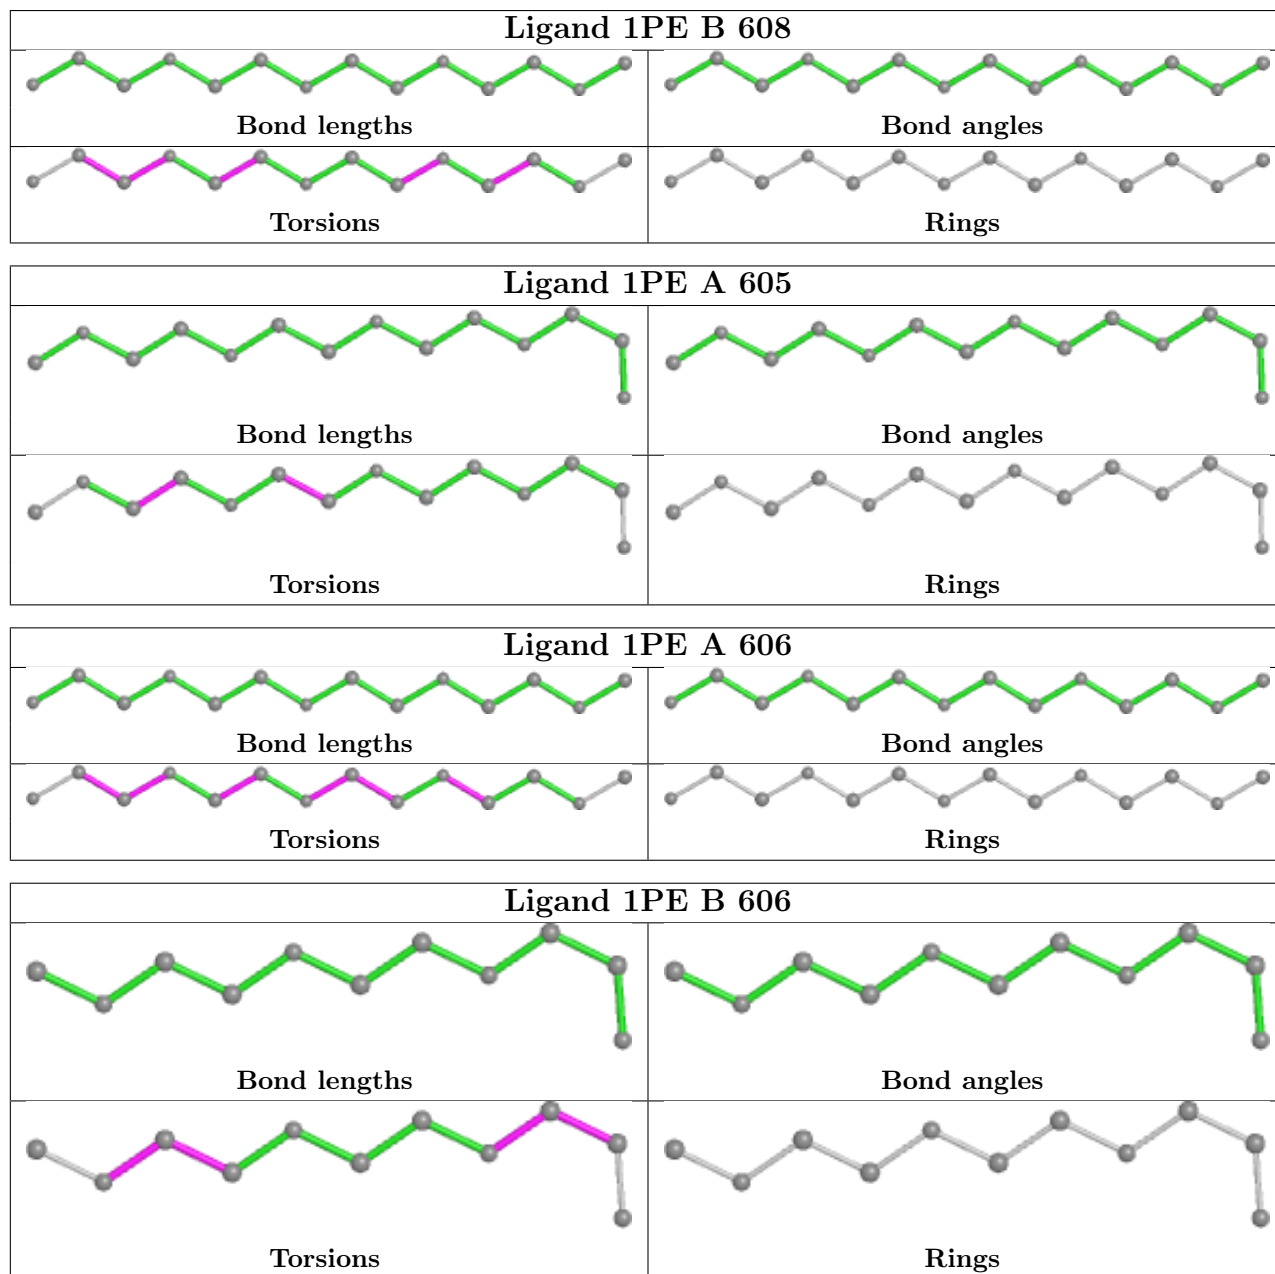 Ligand 1PE B 608
Bond lengths
Bond angles
Torsions
Rings
Ligand 1PE A 605
Bond lengths
Bond angles
Torsions
Rings
Ligand 1PE A 606
Bond lengths
Bond angles
Torsions
Rings
Ligand 1PE B 606
Bond lengths
Bond angles
Torsions
Rings